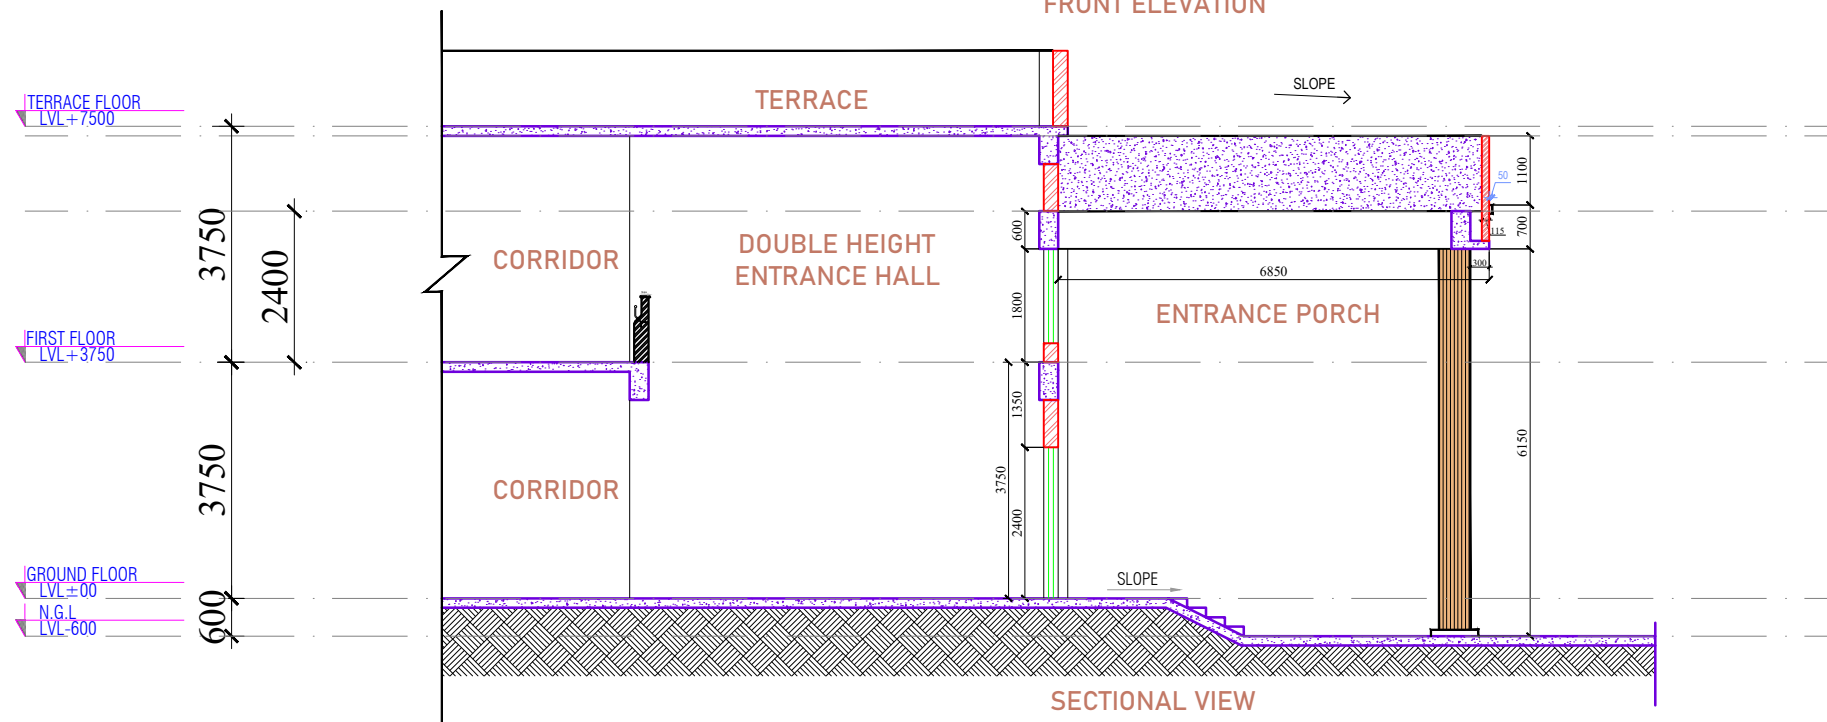 FRONT ELEVATION
TERRACE FLOOR
LVL+7500
TERRACE
SLOPE
1100
50
3750
2400
600
700
115
CORRIDOR
DOUBLE HEIGHT
ENTRANCE HALL
300
6850
1800
ENTRANCE PORCH
FIRST FLOOR
LVL+3750
1350
6150
3750
CORRIDOR
3750
2400
GROUND FLOOR
LVL±00
SLOPE
600
N.G.L
LVL-600
SECTIONAL VIEW